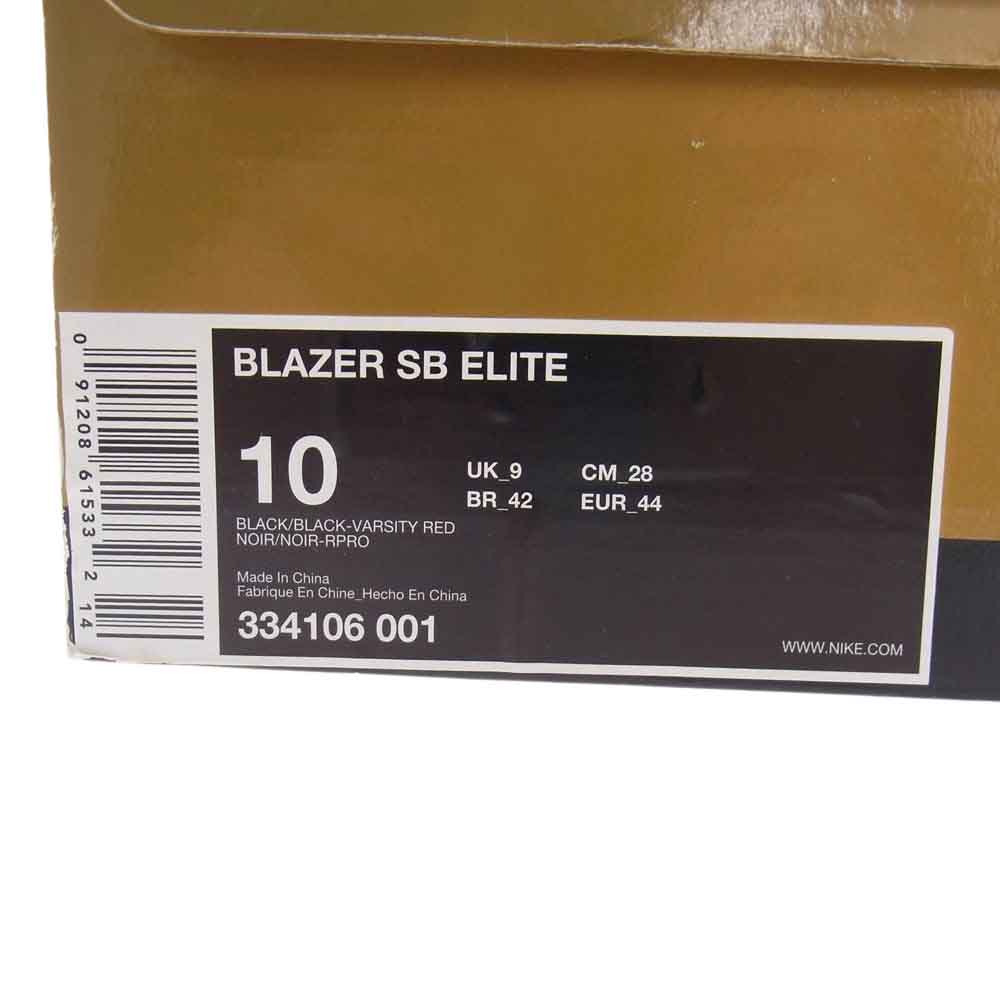 BLAZER SB ELITE
10
UK_9 CM_28
BR_42 EUR_44
BLACK/BLACK-VARSITY RED
NOIR/NOIR-RPRO
Made In China
Fabrique En Chine_Hecho En China
334106 001
WWW.NIKE.COM
0 91208 61533 2 14